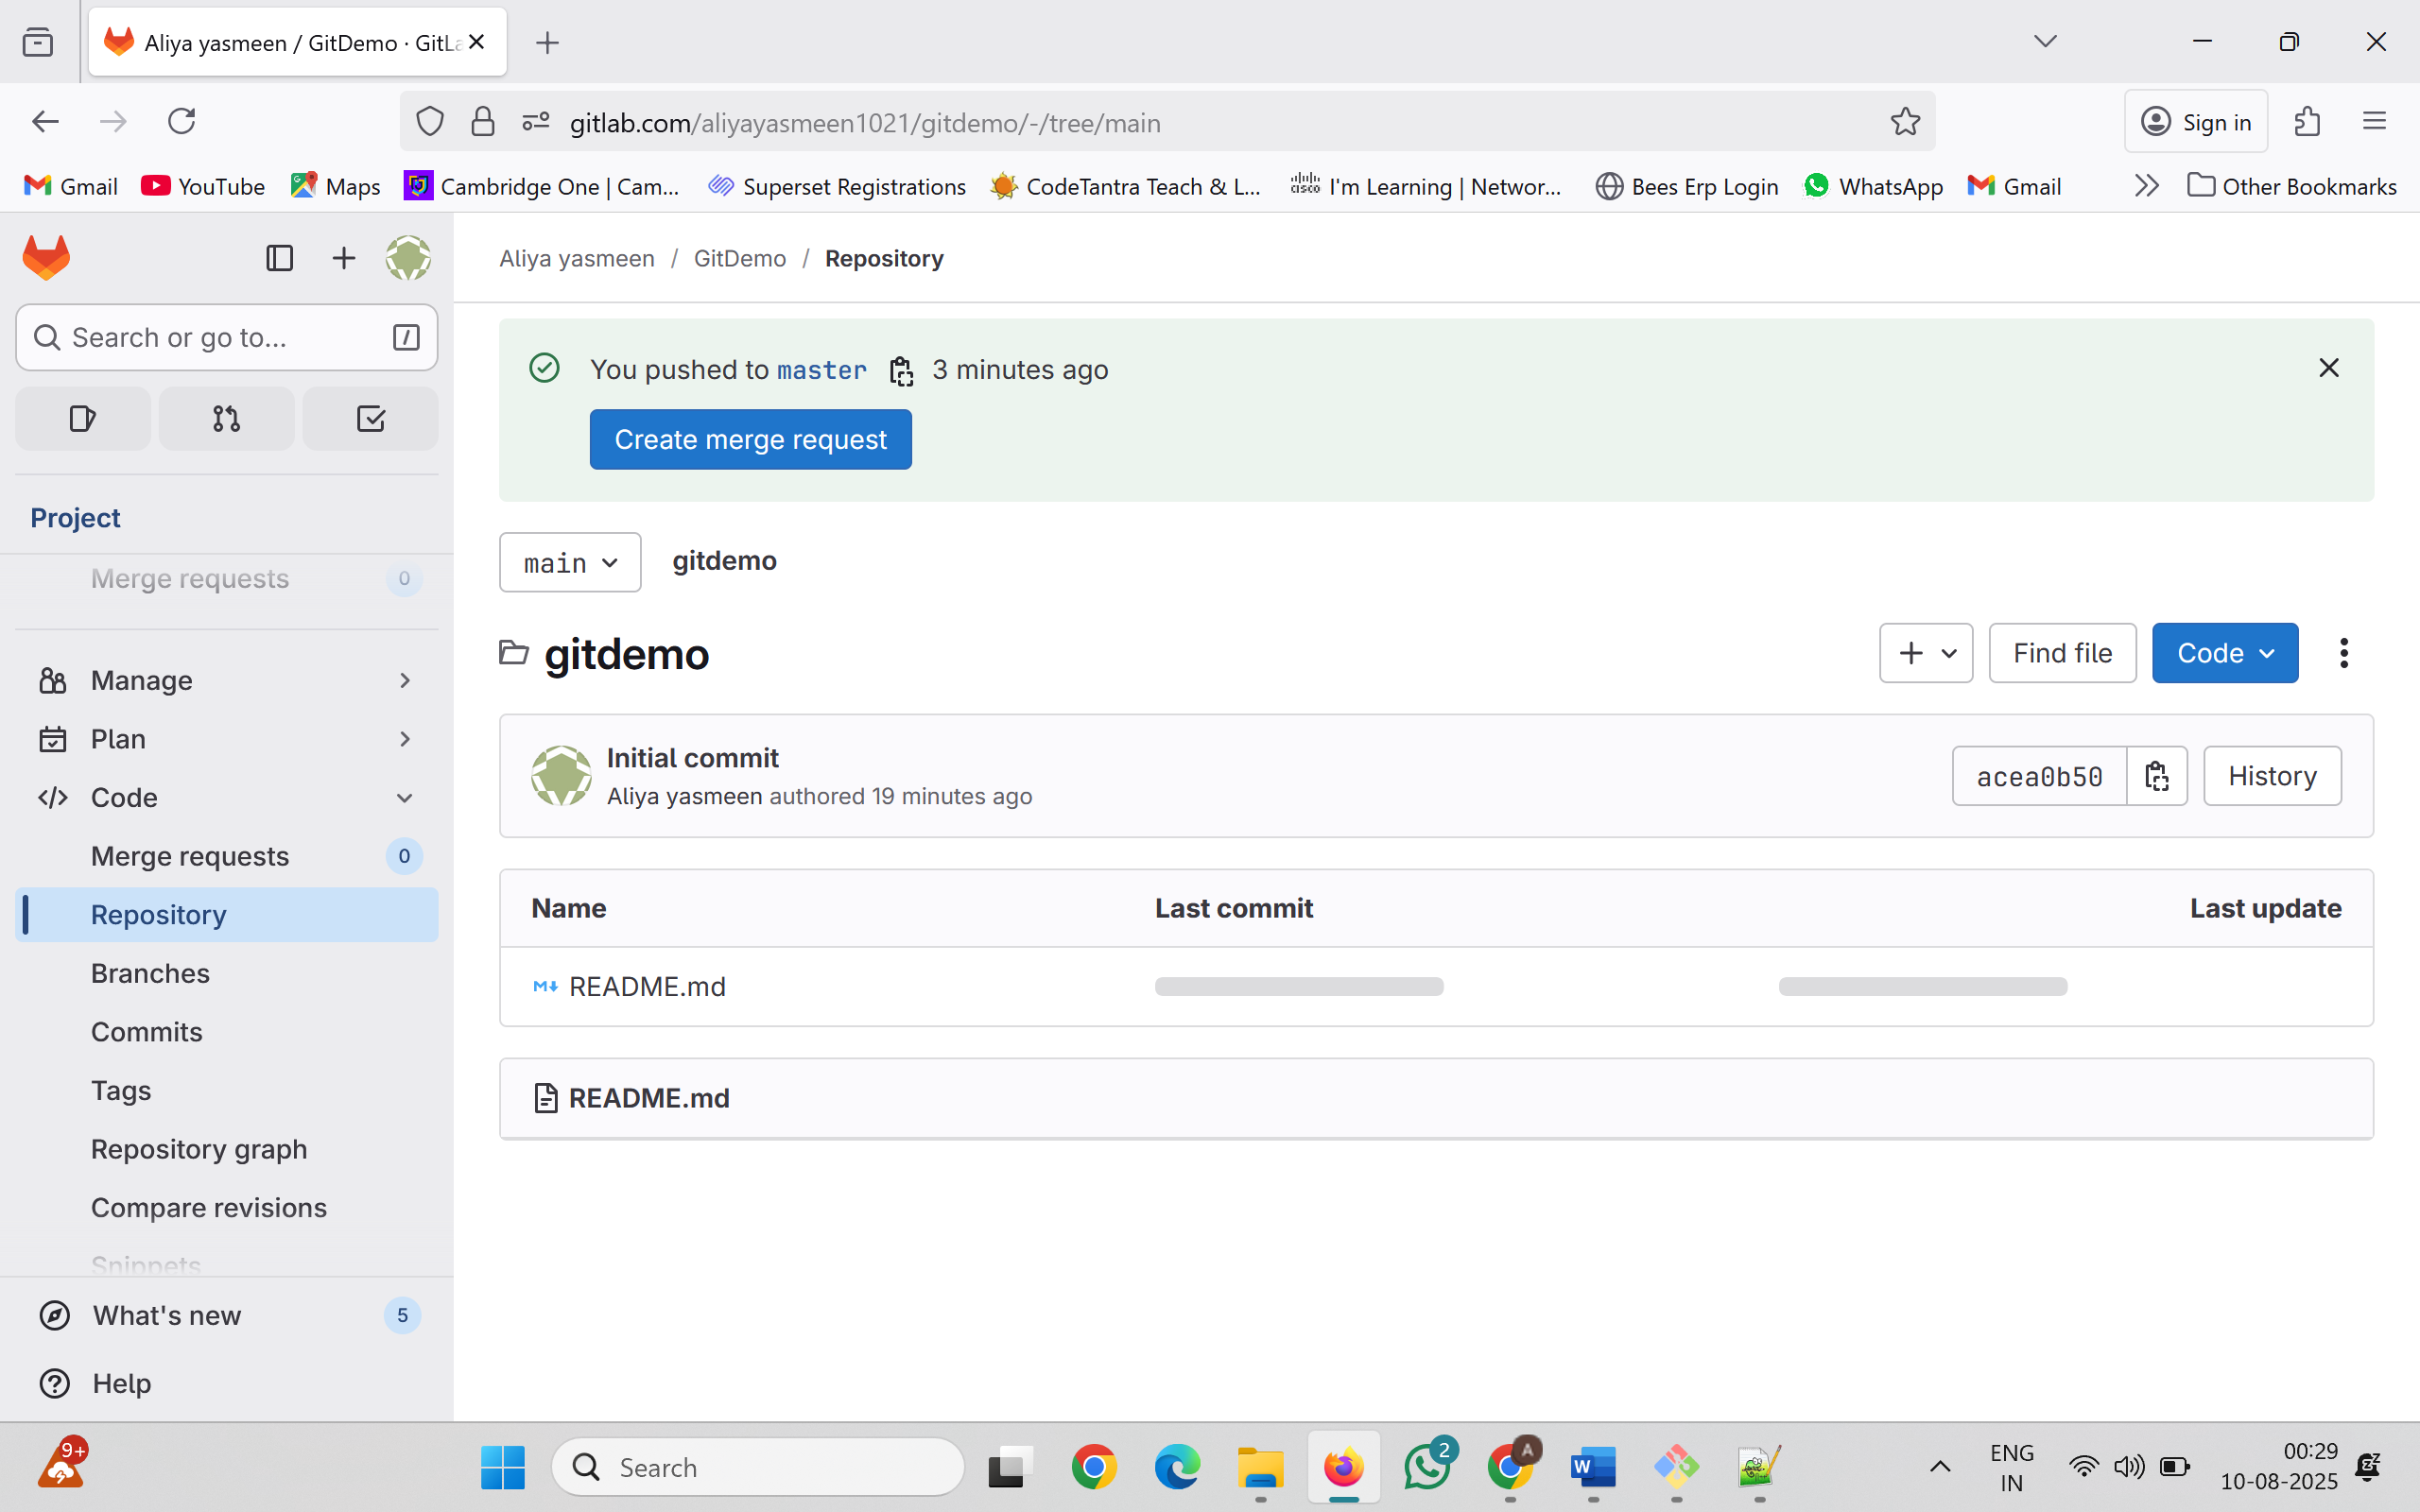 Aliya yasmeen / GitDemo · GitLa
gitlab.com/aliyayasmeen1021/gitdemo/-/tree/main
Sign in
Gmail
YouTube
Maps
Cambridge One | Cam...
Superset Registrations
CodeTantra Teach & L...
I'm Learning | Networ...
Bees Erp Login
WhatsApp
Gmail
Other Bookmarks
Aliya yasmeen / GitDemo / Repository
Search or go to...
/
You pushed to master 3 minutes ago
Create merge request
Project
Merge requests 0
main
gitdemo
gitdemo
Find file
Code
Manage
Plan
Code
Merge requests 0
Repository
Branches
Commits
Tags
Repository graph
Compare revisions
Snippets
What's new 5
Help
Initial commit
Aliya yasmeen authored 19 minutes ago
acea0b50
History
Name Last commit Last update
README.md
README.md
9+
Search
2
A
W
ENG
IN
00:29
10-08-2025